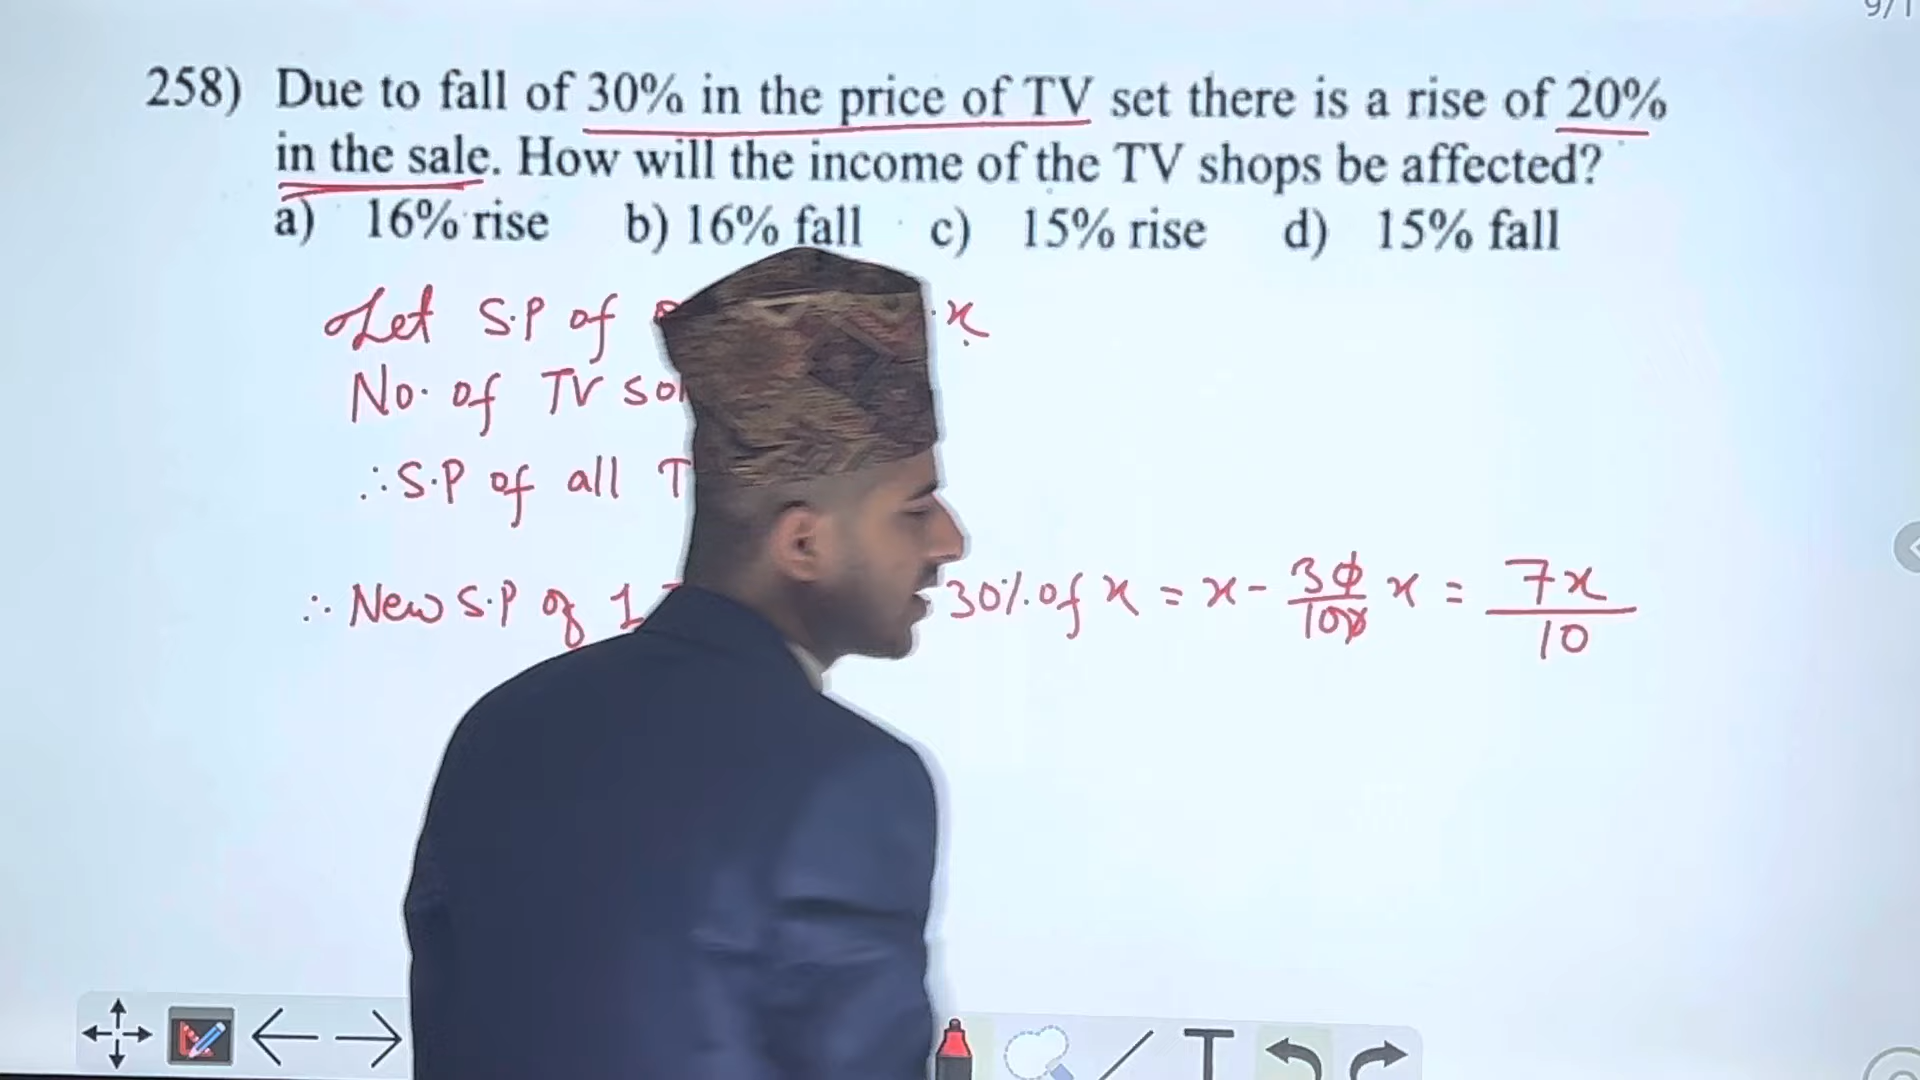 9/1
258) Due to fall of 30% in the price of TV set there is a rise of 20%
in the sale. How will the income of the TV shops be affected?
a) 16% rise b) 16% fall c) 15% rise d) 15% fall
Let S.P of x
No. of TV
∴ S.P of all
∴ New S.P of 1 30% of x = x - 30/100 x = 7x/10
T